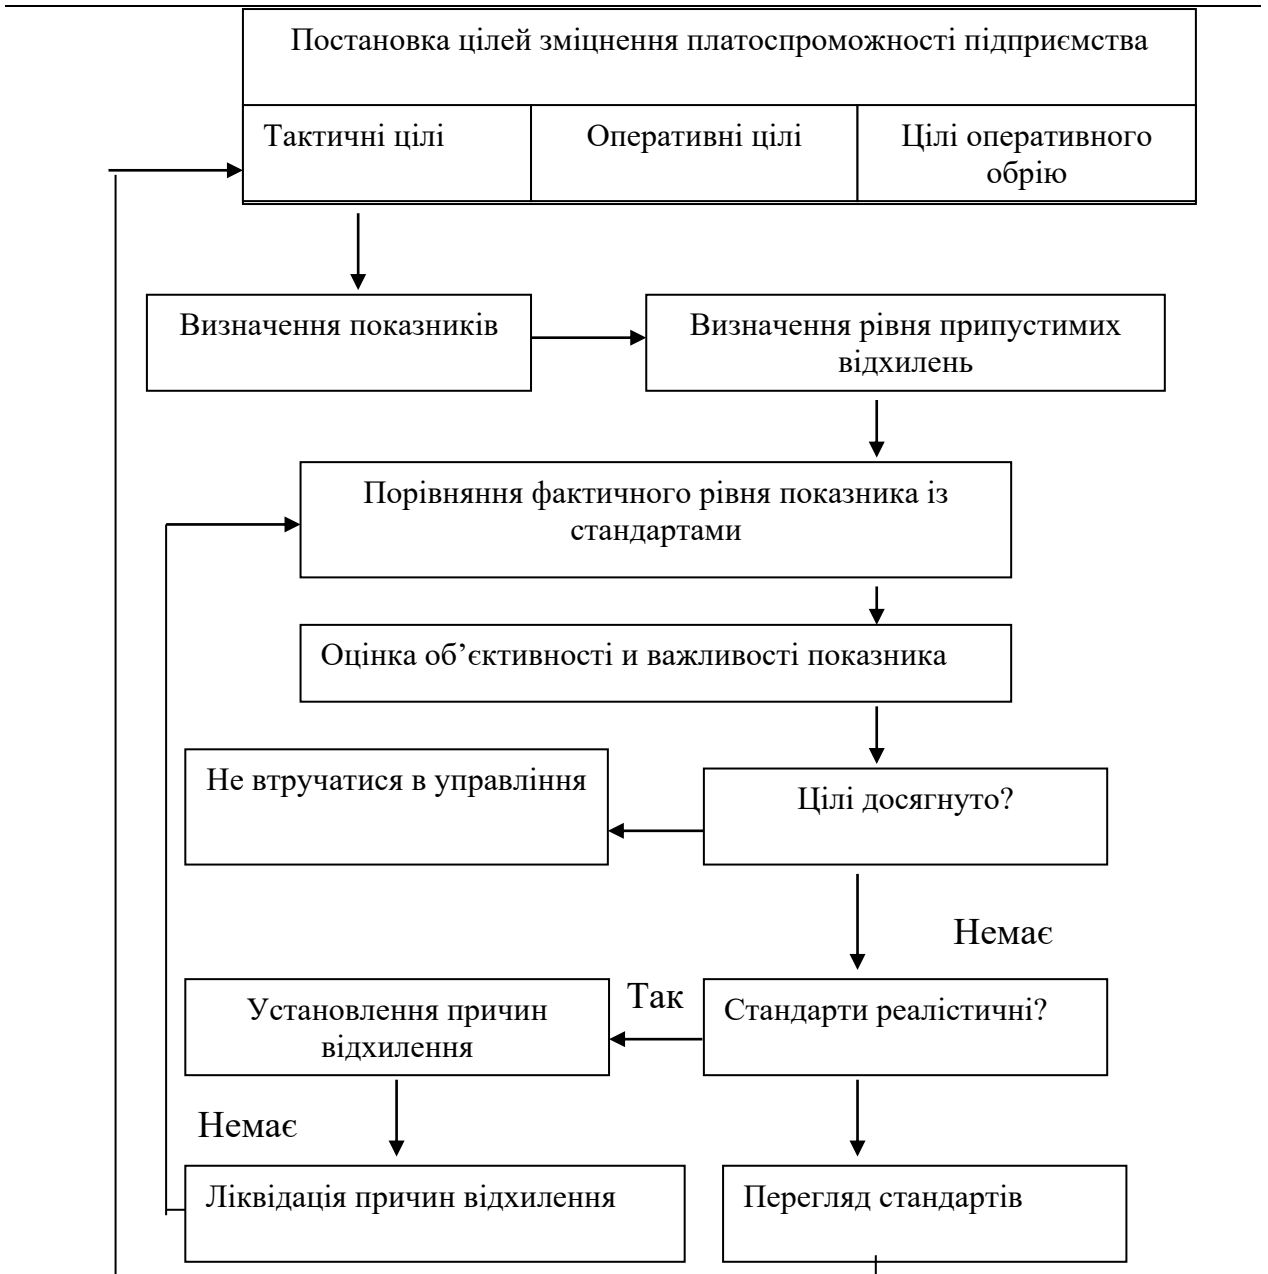 Постановка цілей зміцнення платоспроможності підприємства
Тактичні цілі
Оперативні цілі
Цілі оперативного
обрію
Визначення показників
Визначення рівня припустимих
відхилень
Порівняння фактичного рівня показника із
стандартами
Оцінка об’єктивності и важливості показника
Не втручатися в управління
Цілі досягнуто?
Немає
Установлення причин
відхилення
Так
Стандарти реалістичні?
Немає
Ліквідація причин відхилення
Перегляд стандартів